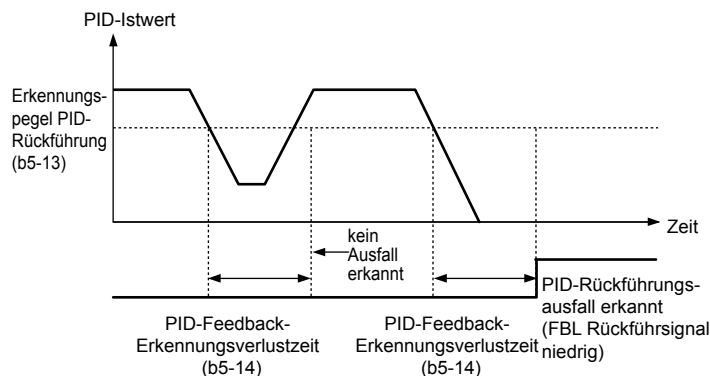 PID-Istwert
Erkennungs-
pegel PID-
Rückführung
(b5-13)
Zeit
kein
Ausfall
erkannt
PID-Rückführungs-
ausfall erkannt
(FBL Rückführsignal
niedrig)
PID-Feedback-
Erkennungsverlustzeit
(b5-14)
PID-Feedback-
Erkennungsverlustzeit
(b5-14)